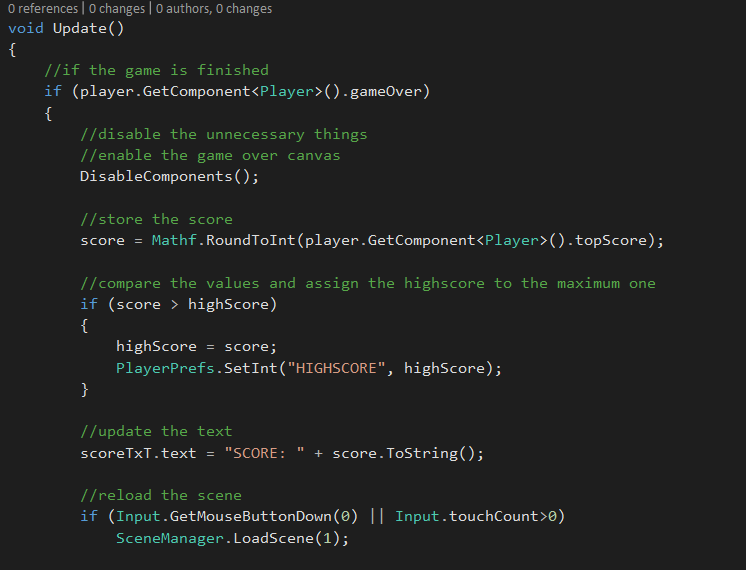 0 references | 0 changes | 0 authors, 0 changes
void Update()
{
//if the game is finished
if (player.GetComponent<Player>().gameOver)
{
//disable the unnecessary things
//enable the game over canvas
DisableComponents();
//store the score
score = Mathf.RoundToInt(player.GetComponent<Player>().topScore);
//compare the values and assign the highscore to the maximum one
if (score > highScore)
{
highScore = score;
PlayerPrefs.SetInt("HIGHSCORE", highScore);
}
//update the text
scoreTxT.text = "SCORE: " + score.ToString();
//reload the scene
if (Input.GetMouseButtonDown(0) || Input.touchCount>0)
SceneManager.LoadScene(1);